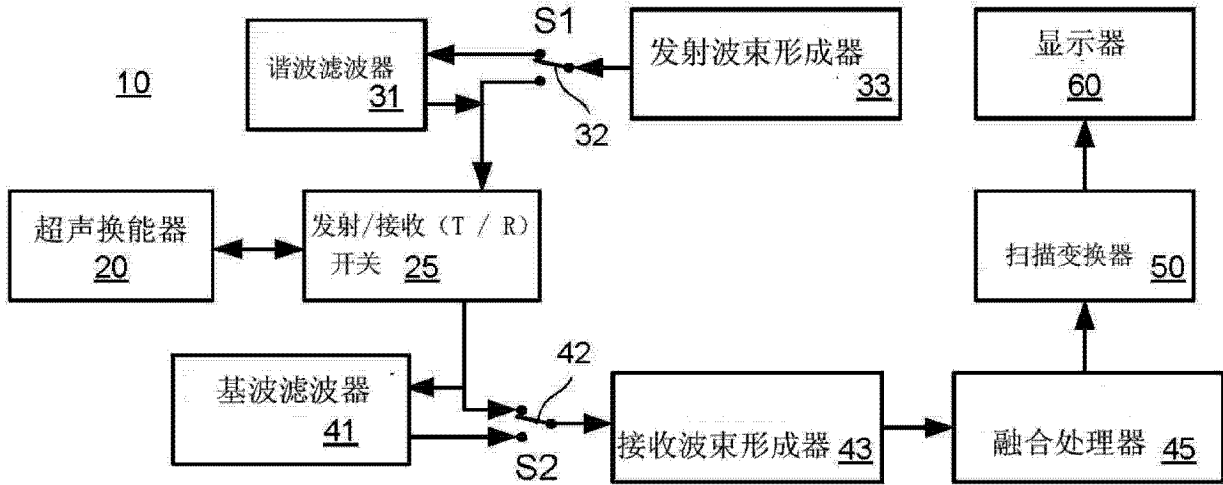 10
谐波滤波器
31
S1
32
发射波束形成器
33
显示器
60
超声换能器
20
发射/接收（T / R）
开关 25
扫描变换器 50
基波滤波器
41
42
S2
接收波束形成器 43
融合处理器 45